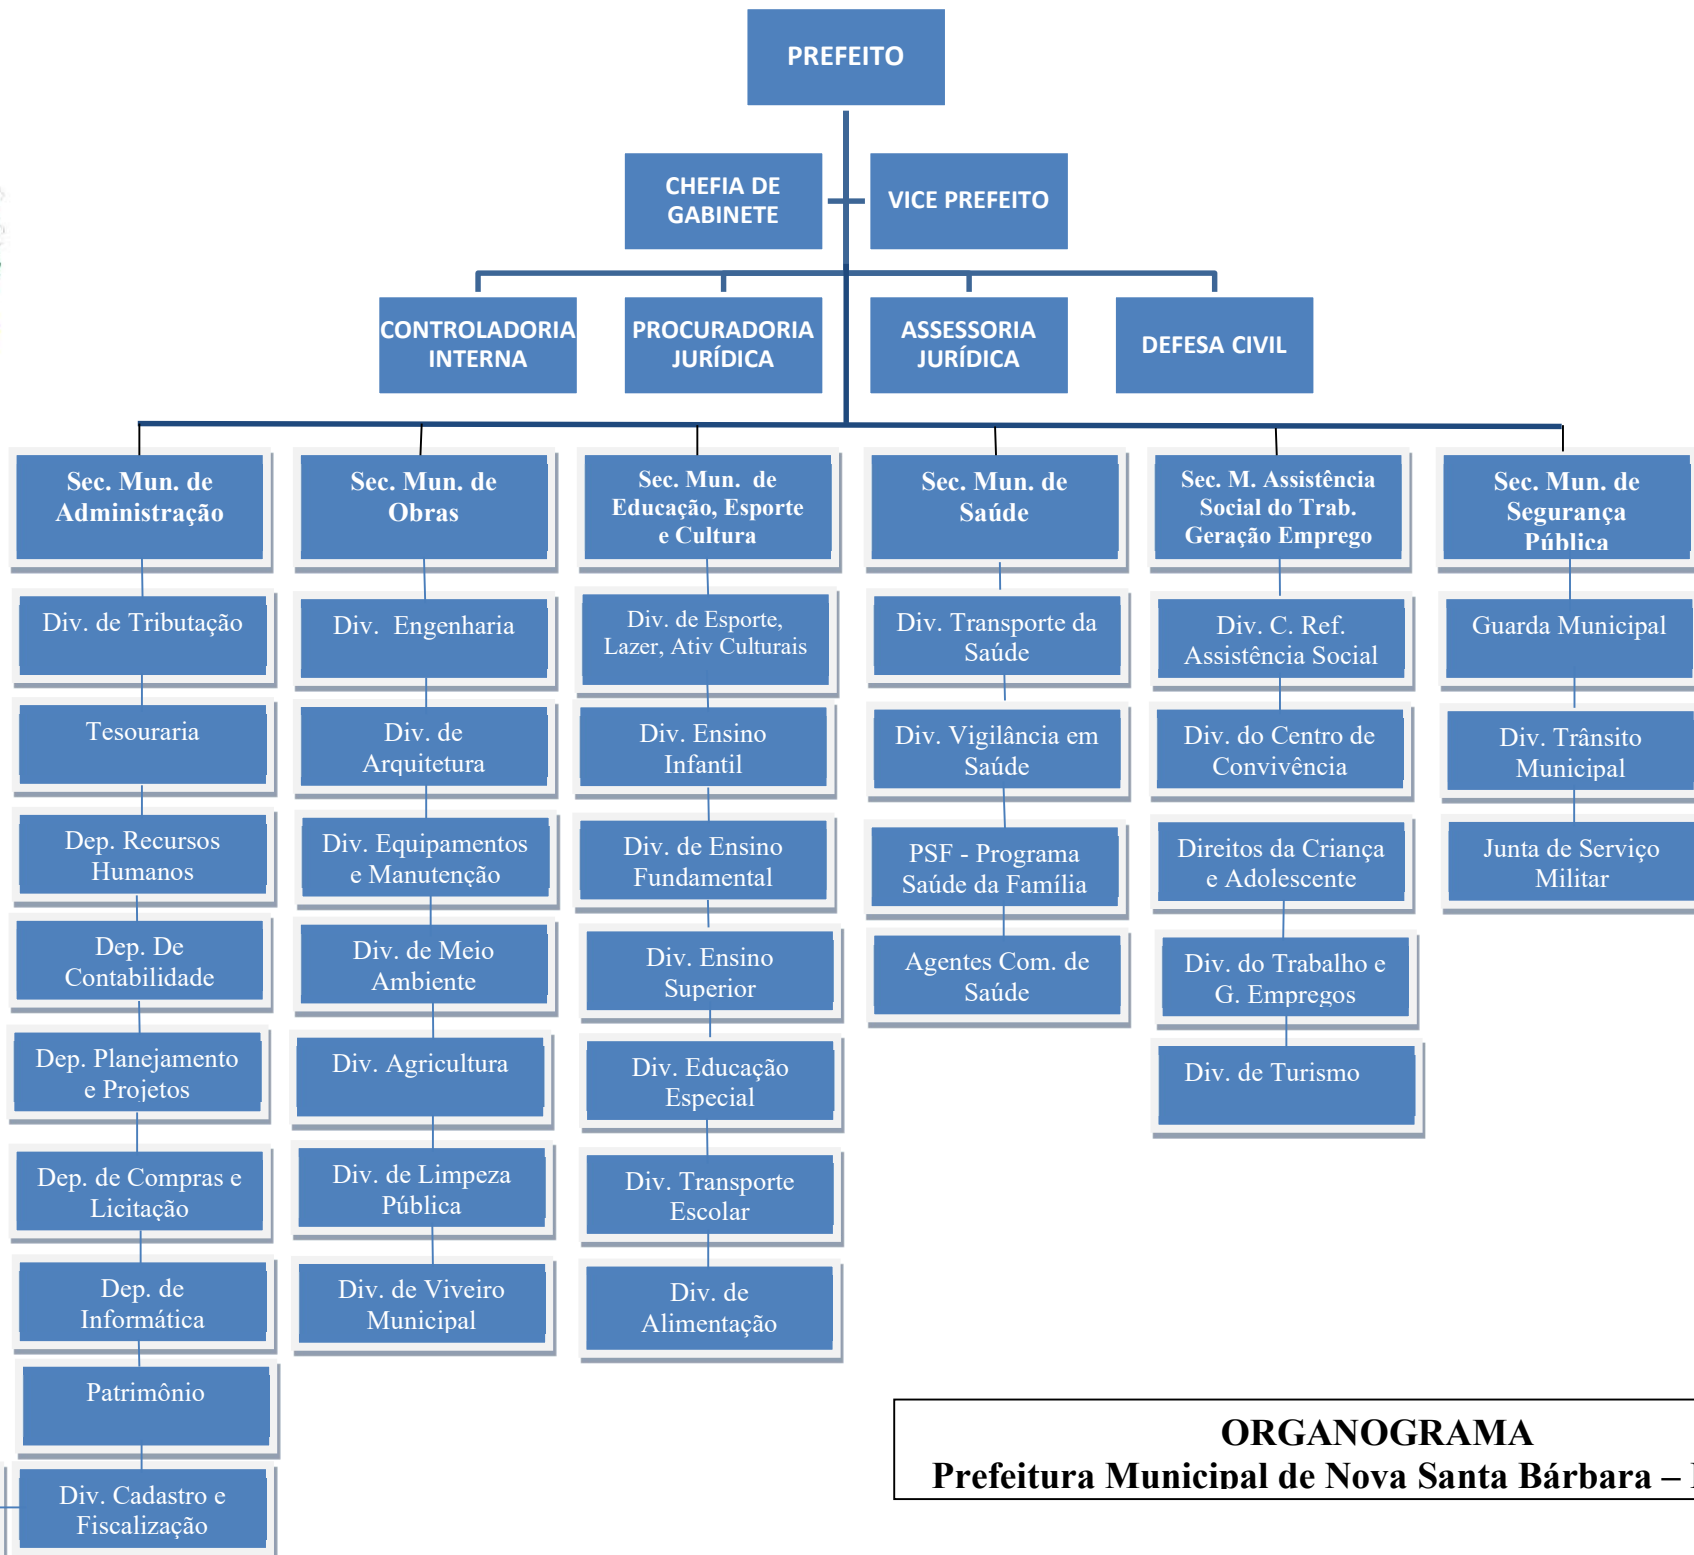 PREFEITO
CHEFIA DE
GABINETE
VICE PREFEITO
CONTROLADORIA
INTERNA
PROCURADORIA
JURÍDICA
ASSESSORIA
JURÍDICA
DEFESA CIVIL
Sec. Mun. de
Administração
Div. de Tributação
Tesouraria
Dep. Recursos
Humanos
Dep. De
Contabilidade
Dep. Planejamento
e Projetos
Dep. de Compras e
Licitação
Dep. de
Informática
Patrimônio
Div. Cadastro e
Fiscalização
Sec. Mun. de
Obras
Div. Engenharia
Div. de
Arquitetura
Div. Equipamentos
e Manutenção
Div. de Meio
Ambiente
Div. Agricultura
Div. de Limpeza
Pública
Div. de Viveiro
Municipal
Sec. Mun. de
Educação, Esporte
e Cultura
Div. de Esporte,
Lazer, Ativ Culturais
Div. Ensino
Infantil
Div. de Ensino
Fundamental
Div. Ensino
Superior
Div. Educação
Especial
Div. Transporte
Escolar
Div. de
Alimentação
Sec. Mun. de
Saúde
Div. Transporte da
Saúde
Div. Vigilância em
Saúde
PSF - Programa
Saúde da Família
Agentes Com. de
Saúde
Sec. M. Assistência
Social do Trab.
Geração Emprego
Div. C. Ref.
Assistência Social
Div. do Centro de
Convivência
Direitos da Criança
e Adolescente
Div. do Trabalho e
G. Empregos
Div. de Turismo
Sec. Mun. de
Segurança
Pública
Guarda Municipal
Div. Trânsito
Municipal
Junta de Serviço
Militar
ORGANOGRAMA
Prefeitura Municipal de Nova Santa Bárbara –